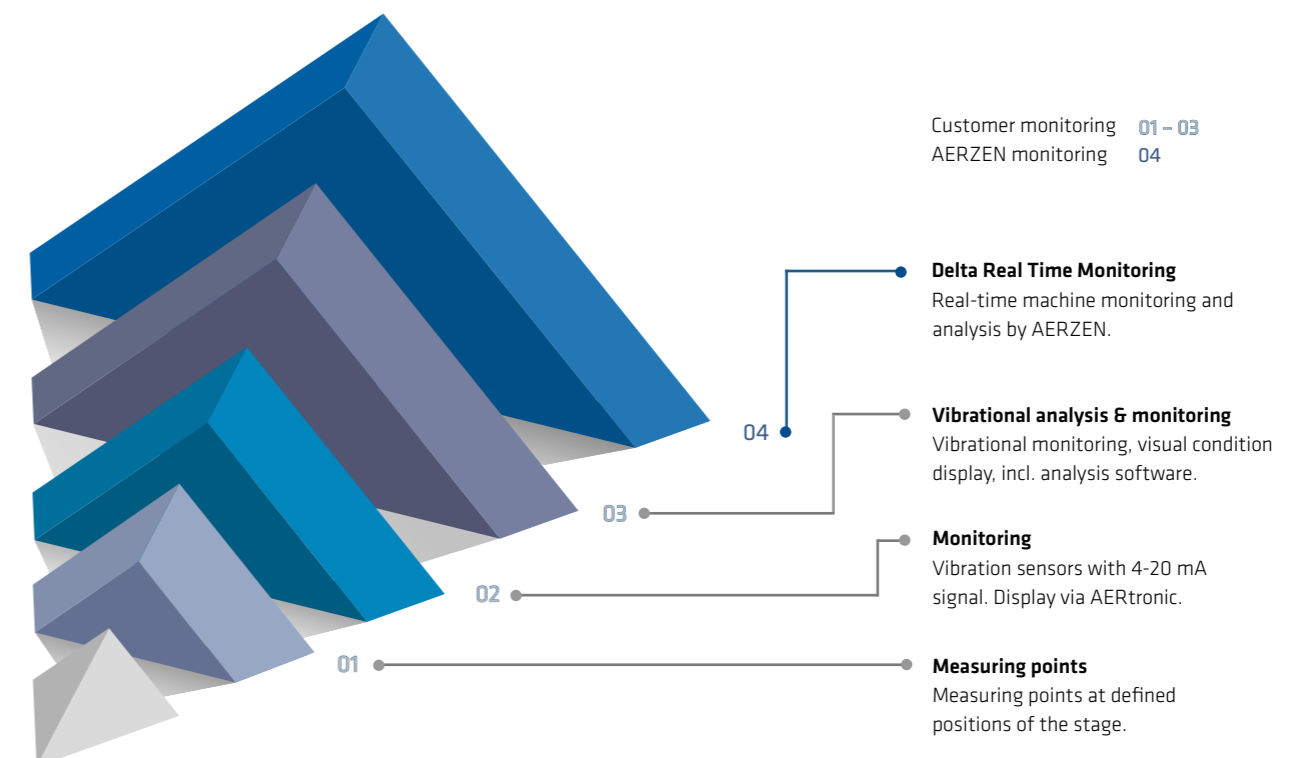 Customer monitoring 01 – 03
AERZEN monitoring 04
Delta Real Time Monitoring
Real-time machine monitoring and
analysis by AERZEN.
04
Vibrational analysis & monitoring
Vibrational monitoring, visual condition
display, incl. analysis software.
03
Monitoring
Vibration sensors with 4-20 mA
signal. Display via AERtronic.
02
01
Measuring points
Measuring points at defined
positions of the stage.